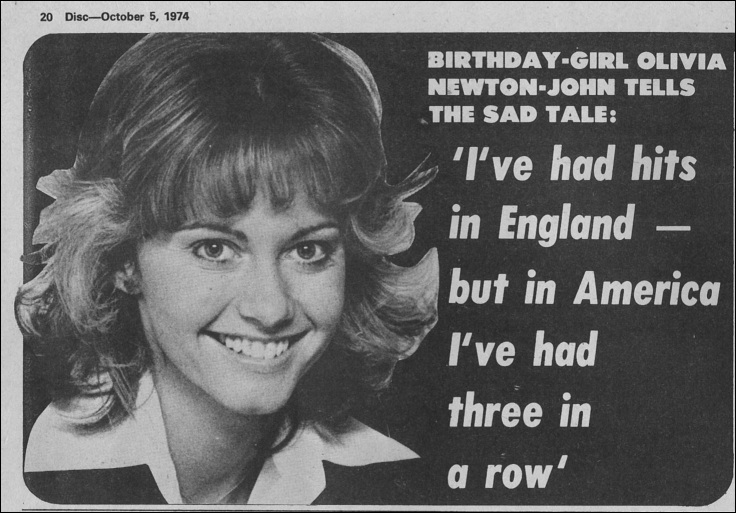 20 Disc—October 5, 1974
BIRTHDAY-GIRL OLIVIA
NEWTON-JOHN TELLS
THE SAD TALE:
'I've had hits
in England —
but in America
I've had
three in
a row'